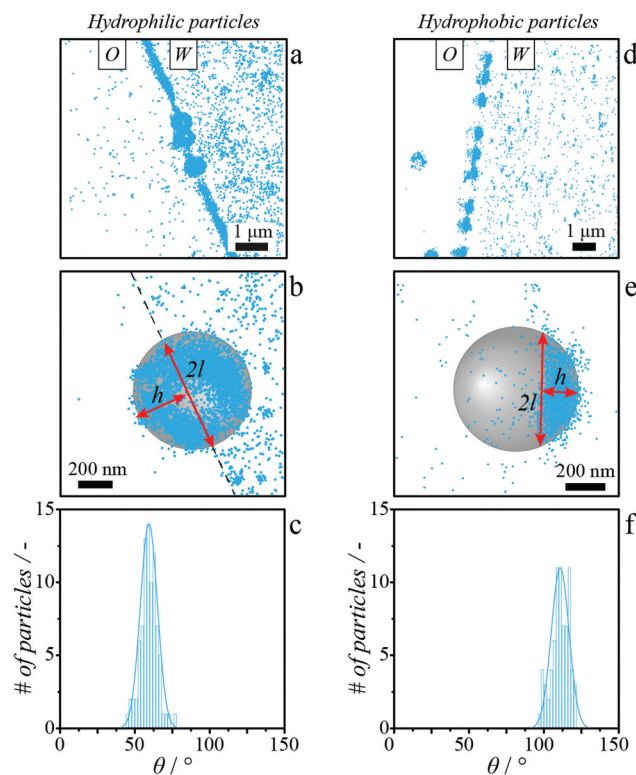 Hydrophilic particles
O W a
1 μm
b
2l
h
200 nm
15
c
10
5
0
# of particles / -
0 50 100 150
θ / °
Hydrophobic particles
O W d
1 μm
e
h
2l
200 nm
15
f
10
5
0
# of particles / -
0 50 100 150
θ / °